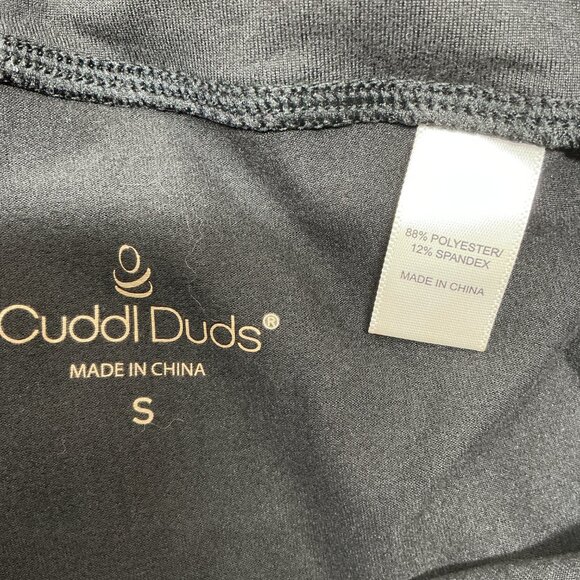 Cuddl Duds®
MADE IN CHINA
S
88% POLYESTER/
12% SPANDEX
MADE IN CHINA